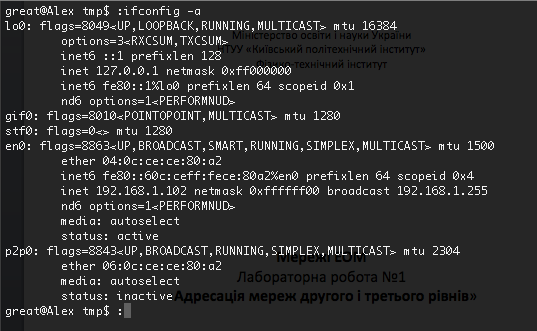 great@Alex tmp$ :ifconfig -a
lo0: flags=8049<UP,LOOPBACK,RUNNING,MULTICAST> mtu 16384
options=3<RXCSUM,TXCSUM>
Міністерство освіти і науки України
inet6 ::1 prefixlen 128
ТУУ «Київський політехнічний інститут»
inet 127.0.0.1 netmask 0xff000000
Фізико-технічний інститут
inet6 fe80::1%lo0 prefixlen 64 scopeid 0x1
nd6 options=1<PERFORMNUD>
gif0: flags=8010<POINTOPOINT,MULTICAST> mtu 1280
stf0: flags=0<> mtu 1280
en0: flags=8863<UP,BROADCAST,SMART,RUNNING,SIMPLEX,MULTICAST> mtu 1500
ether 04:0c:ce:ce:80:a2
inet6 fe80::60c:ceff:fece:80a2%en0 prefixlen 64 scopeid 0x4
inet 192.168.1.102 netmask 0xffffff00 broadcast 192.168.1.255
nd6 options=1<PERFORMNUD>
media: autoselect
status: active
p2p0: flags=8843<UP,BROADCAST,RUNNING,SIMPLEX,MULTICAST> mtu 2304
Мережі ЕОМ
ether 06:0c:ce:ce:80:a2
Лабораторна робота №1
media: autoselect
status: inactive
Адресація мереж другого і третього рівнів»
great@Alex tmp$ :